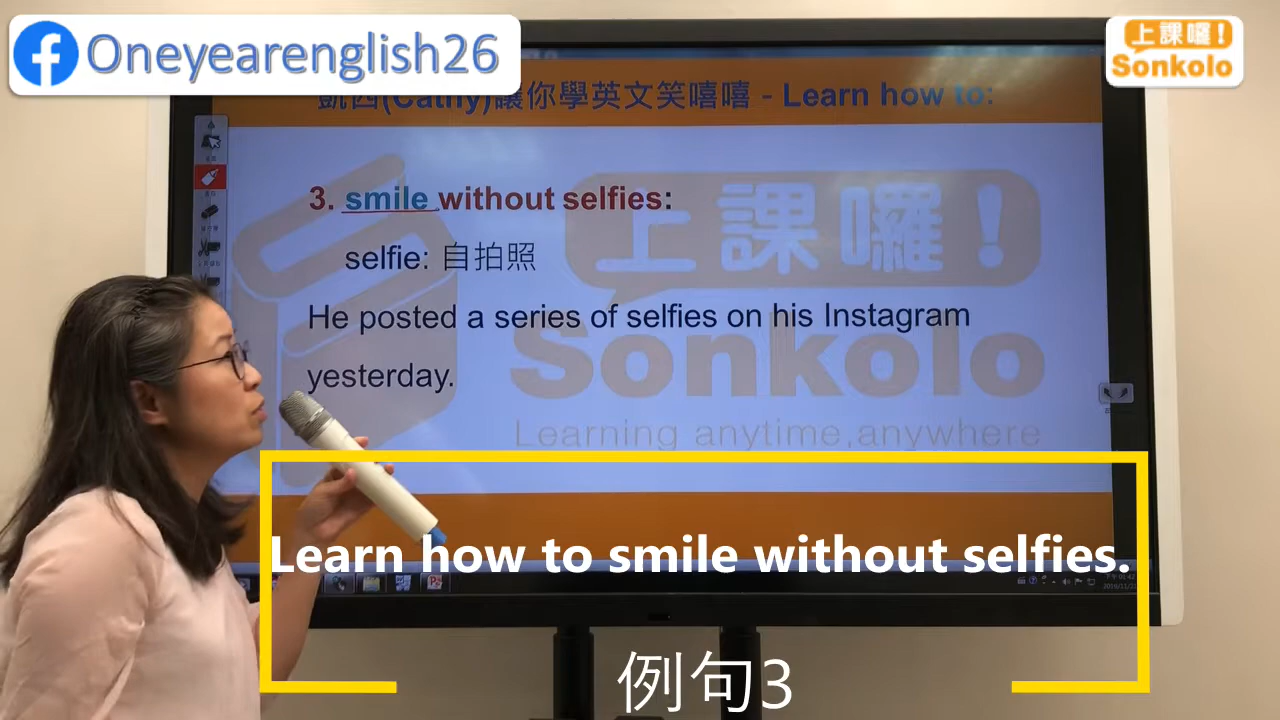 Oneyearenglish26
上課囉!
Sonkolo
凱西(Cathy)讓你學英文笑嘻嘻 - Learn how to:
3. smile without selfies:
selfie: 自拍照
He posted a series of selfies on his Instagram
yesterday.
上課囉!
Sonkolo
Learning anytime,anywhere
Learn how to smile without selfies.
例句3